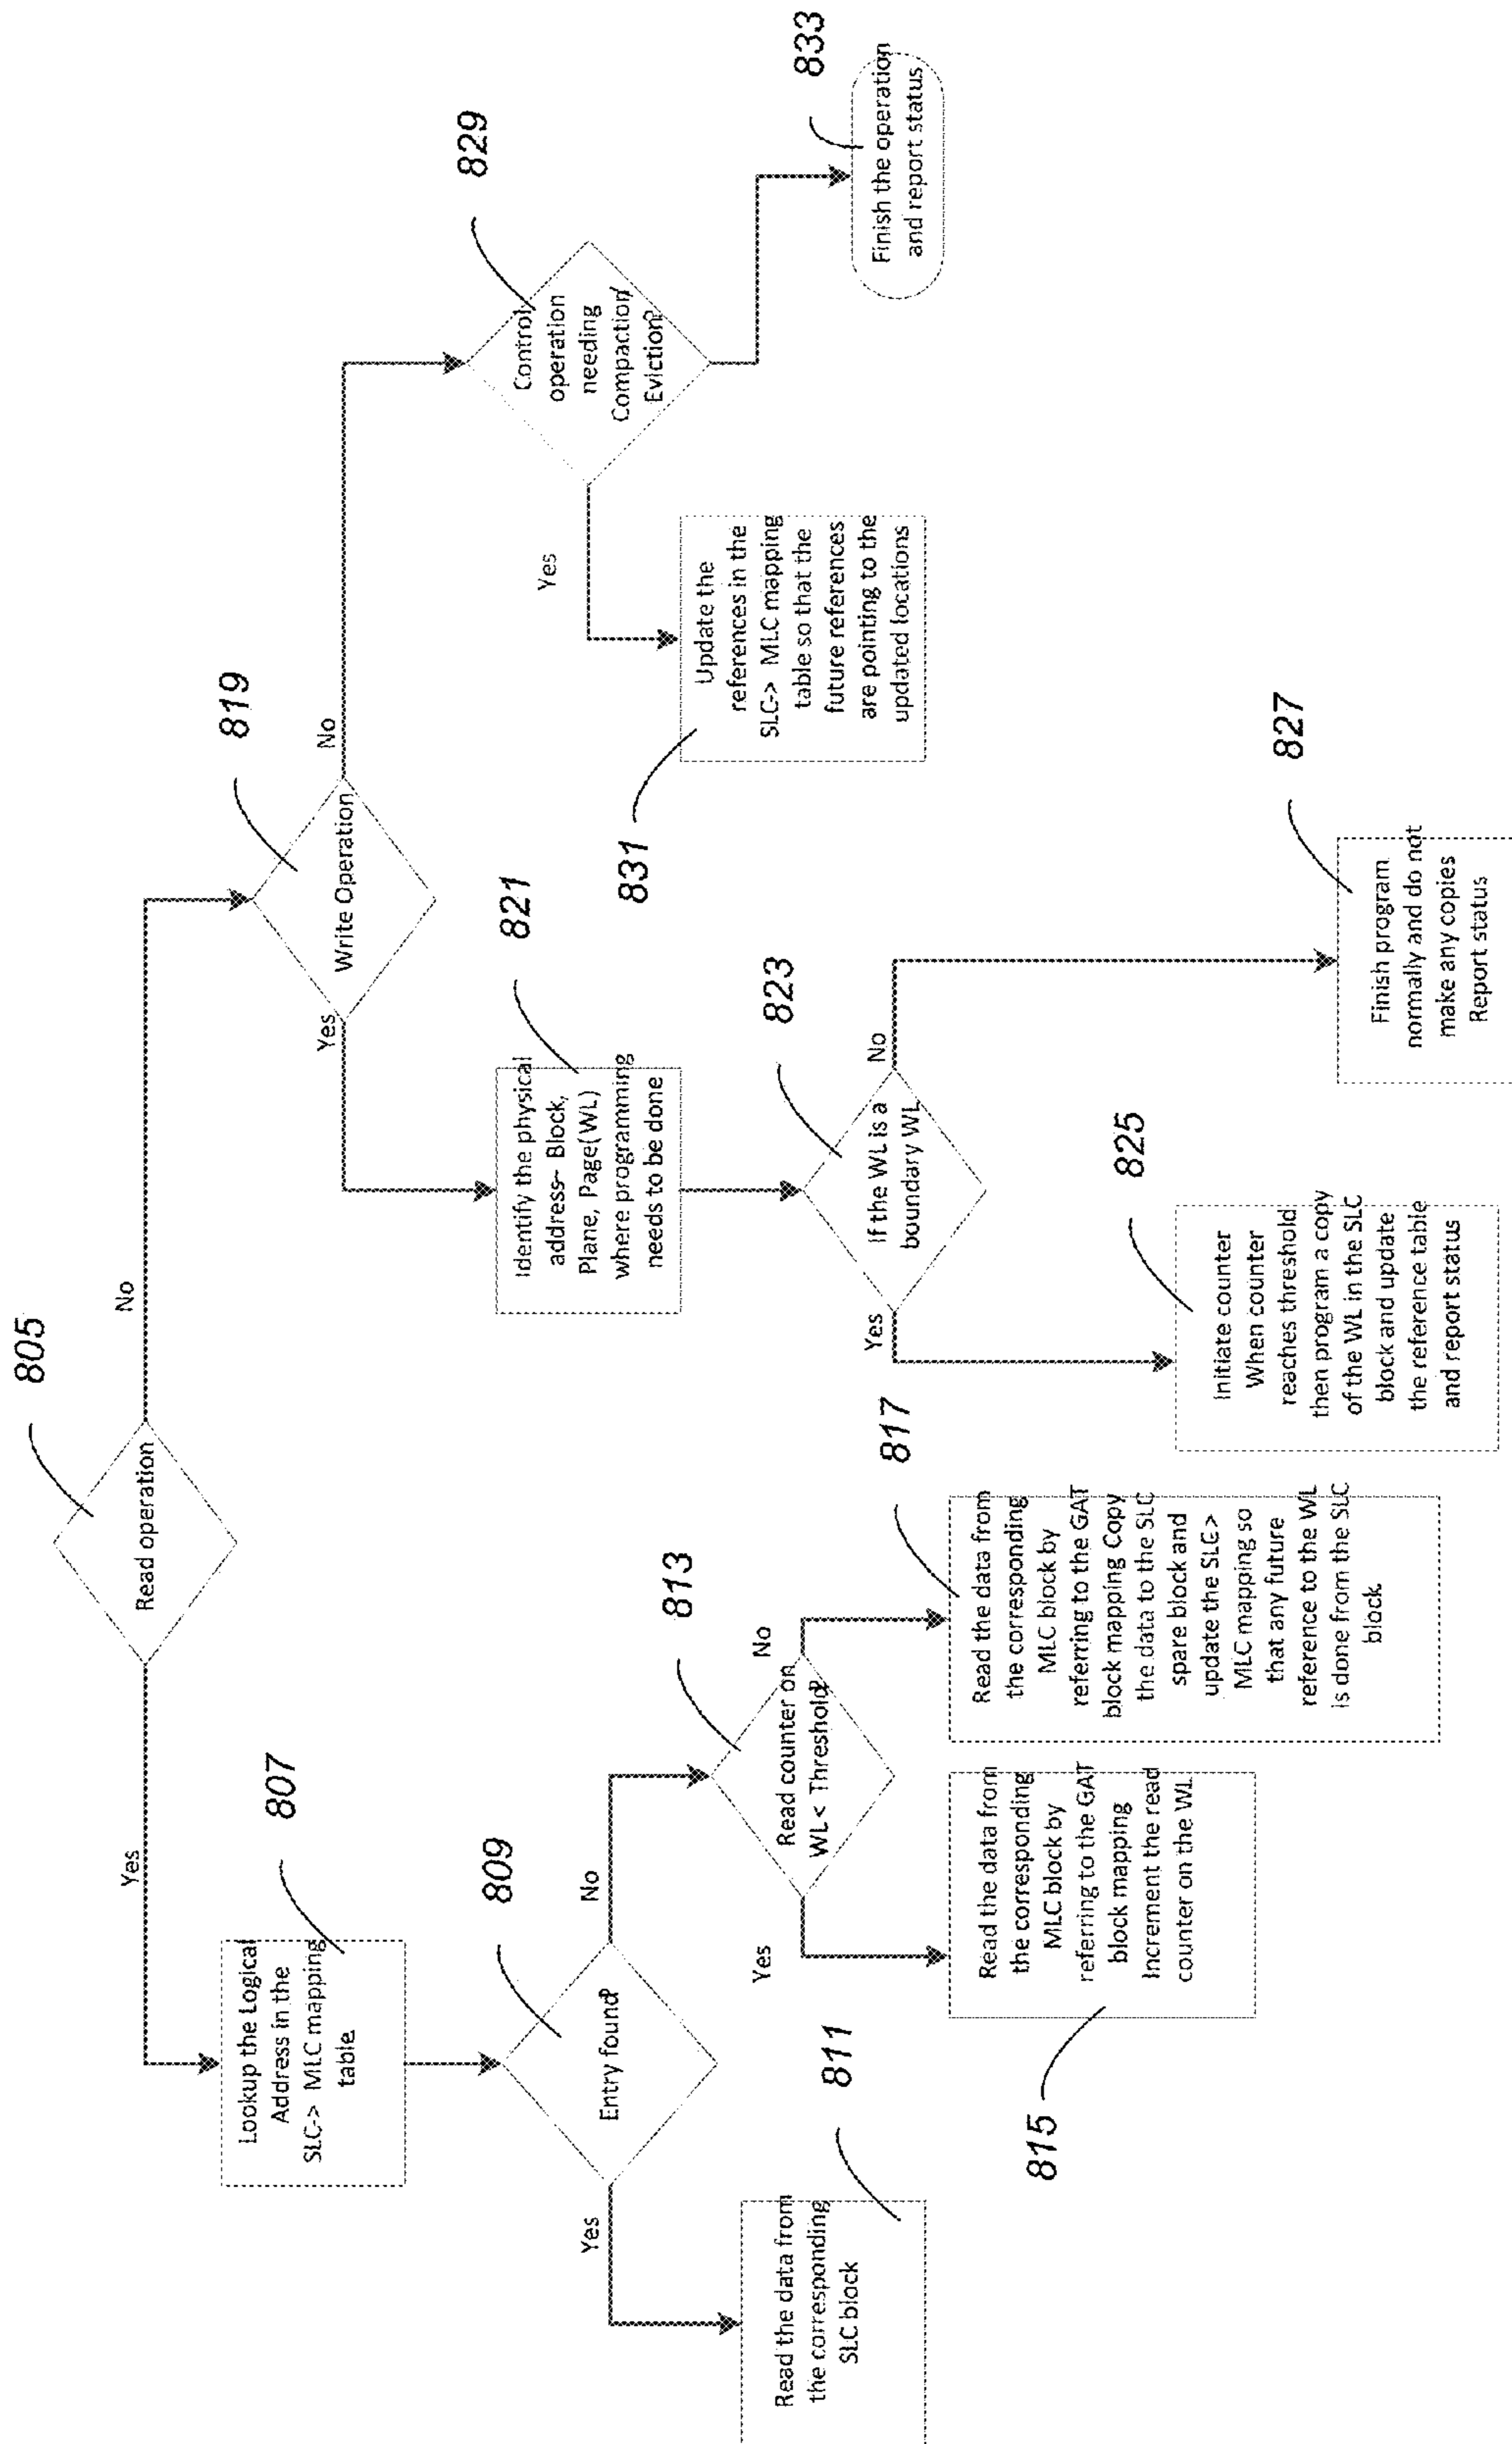 805
Read operation
Yes
No
807
Lookup the Logical
Address in the
SLC-> MLC mapping
table
809
Entry found?
Yes
No
811
Read the data from
the corresponding
SLC block
813
Read counter on
WL < Threshold?
Yes
No
815
Read the data from
the corresponding
MLC block by
referring to the GAT
block mapping
Increment the read
counter on the WL
817
Read the data from
the corresponding
MLC block by
referring to the GAT
block mapping Copy
the data to the SLC
spare block and
update the SLC->
MLC mapping so
that any future
reference to the WL
is done from the SLC
block
819
Write Operation
Yes
No
821
Identify the physical
address~ Block,
Plane, Page(WL)
where programming
needs to be done
823
If the WL is a
boundary WL
Yes
No
825
Initiate counter
When counter
reaches threshold
then program a copy
of the WL in the SLC
block and update
the reference table
and report status
827
Finish program
normally and do not
make any copies
Report status
829
Control
operation
needing
Compaction/
Eviction?
Yes
831
Update the
references in the
SLC-> MLC mapping
table so that the
future references
are pointing to the
updated locations
833
Finish the operation
and report status